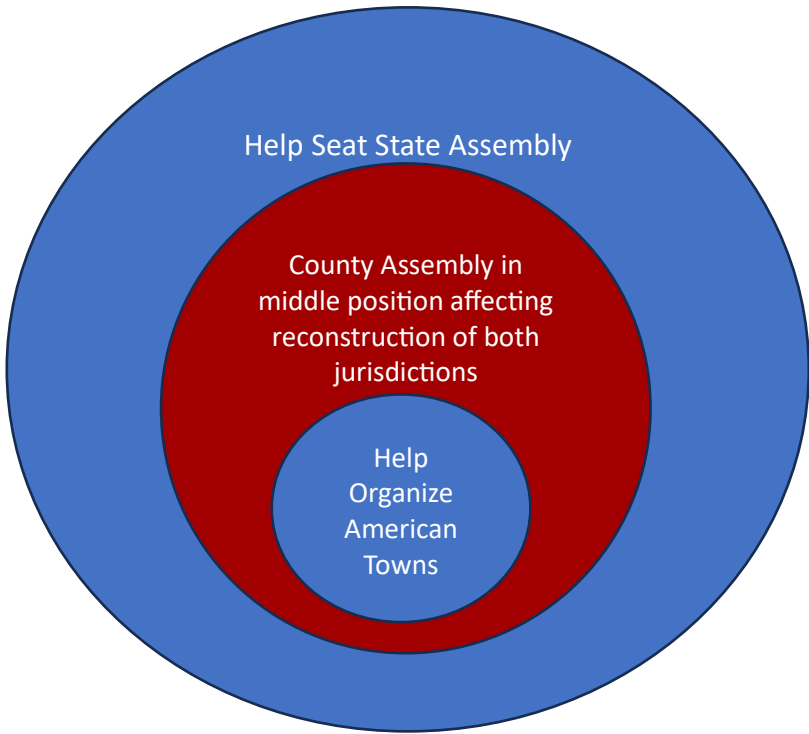 Help Seat State Assembly
County Assembly in
middle position affecting
reconstruction of both
jurisdictions
Help
Organize
American
Towns